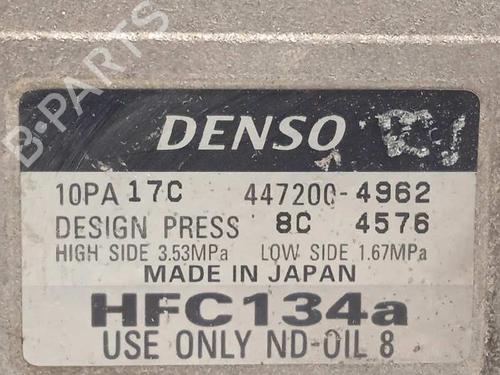 B-PARTS
DENSO
10PA 17C 447200-4962
DESIGN PRESS 8C 4576
HIGH SIDE 3.53MPa LOW SIDE 1.67MPa
MADE IN JAPAN
HFC134a
USE ONLY ND-OIL 8